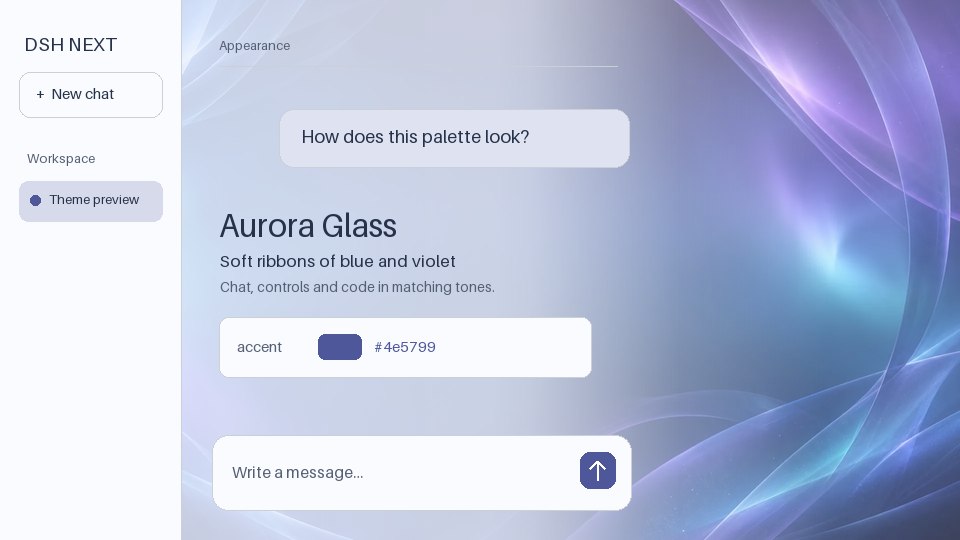 DSH NEXT
+ New chat
Workspace
Theme preview
Appearance
How does this palette look?
Aurora Glass
Soft ribbons of blue and violet
Chat, controls and code in matching tones.
accent #4e5799
Write a message...